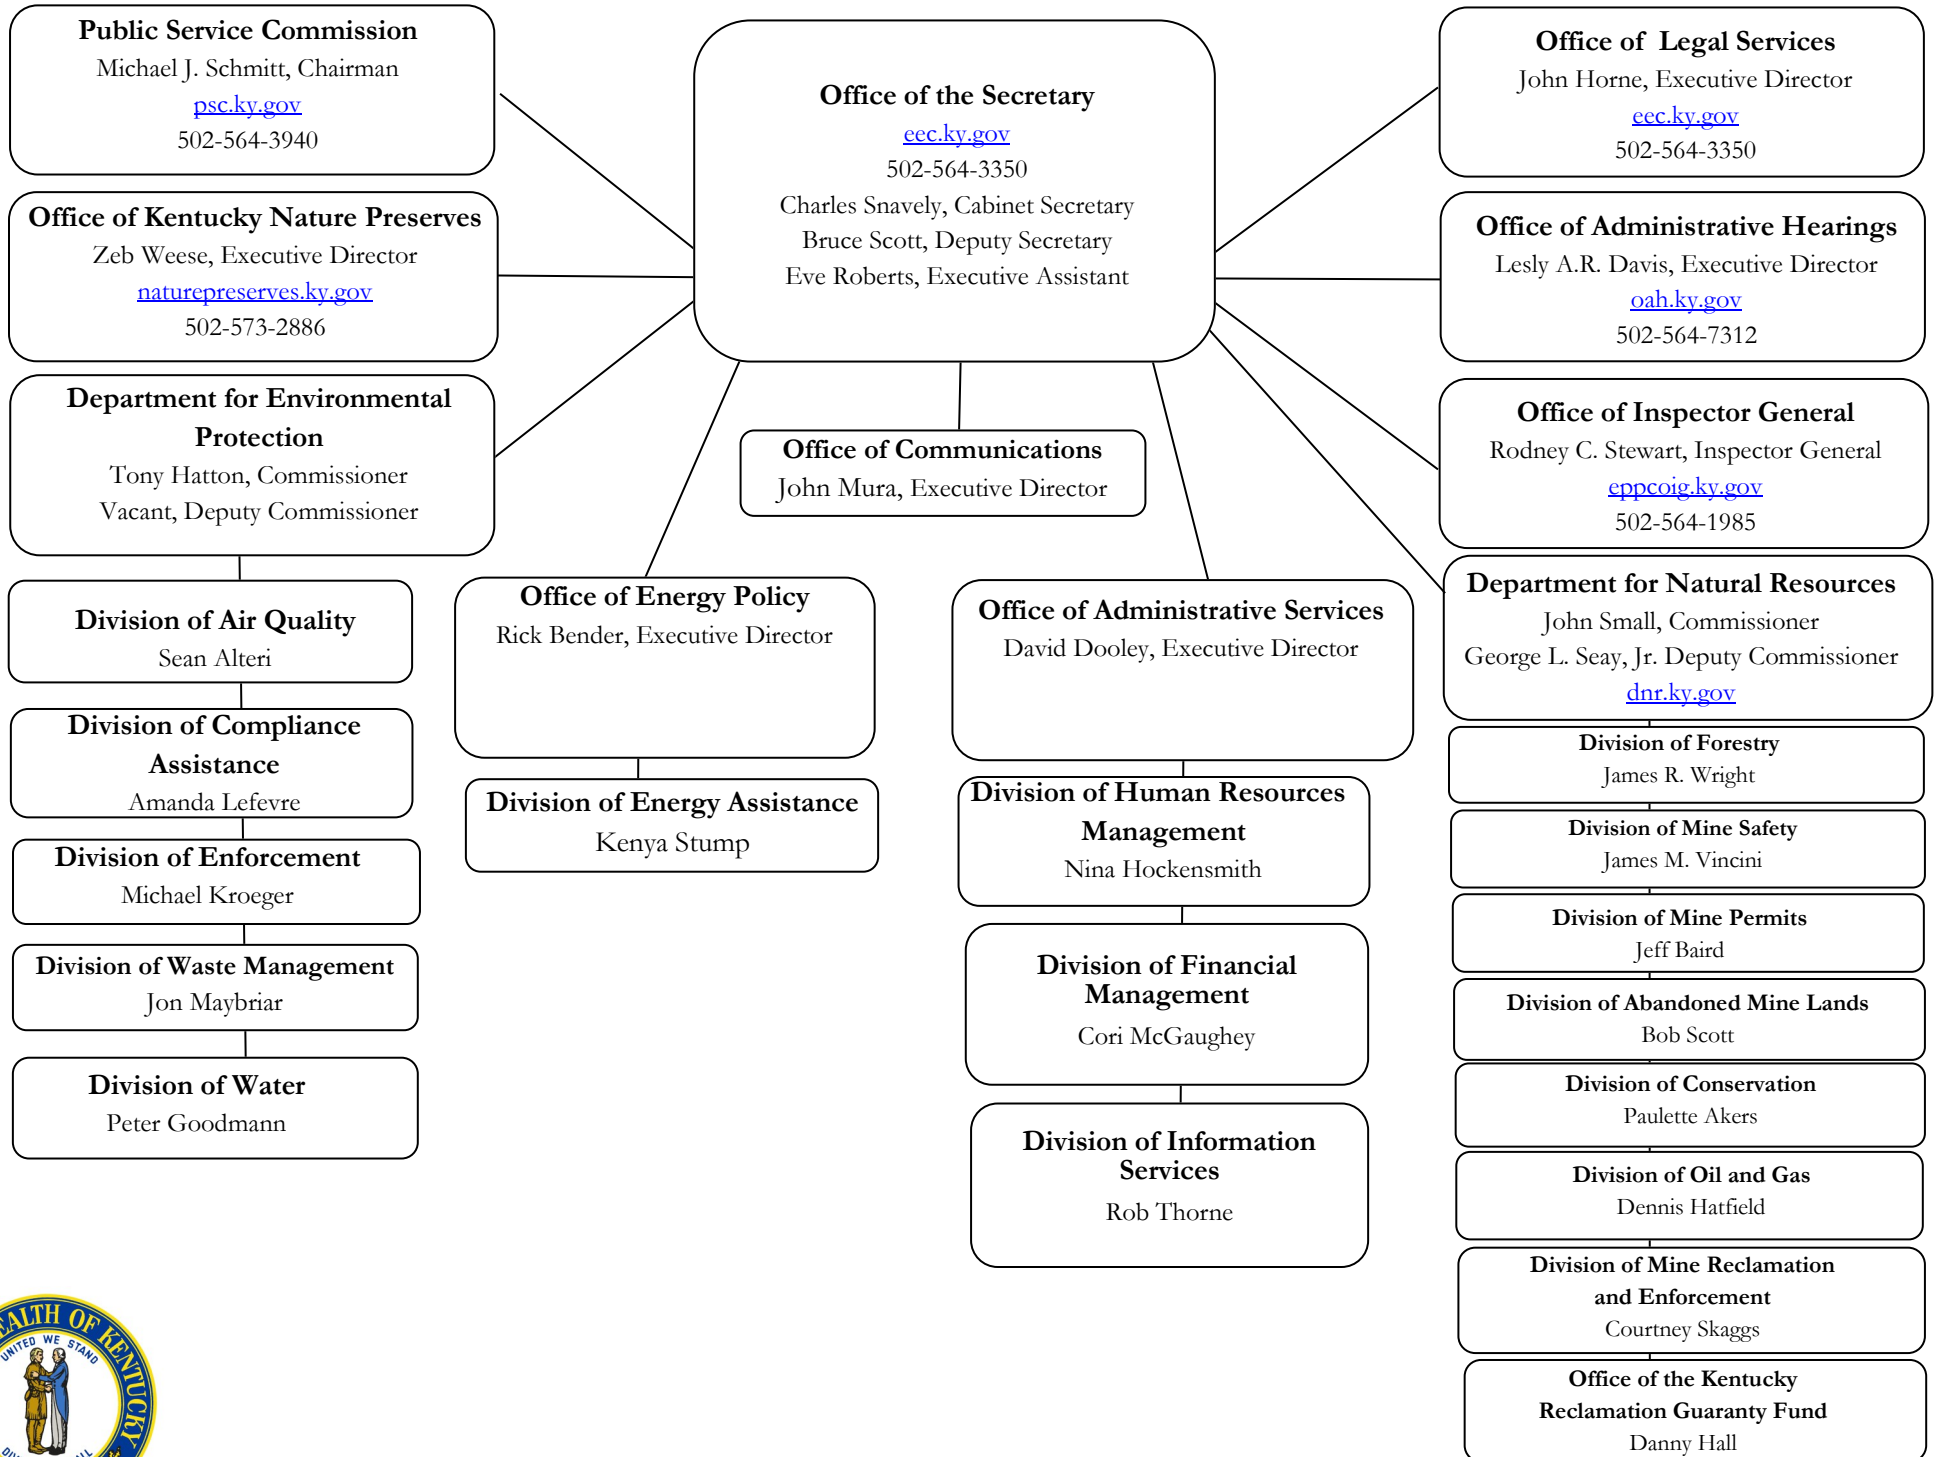 Public Service Commission
Michael J. Schmitt, Chairman
psc.ky.gov
502-564-3940
Office of Kentucky Nature Preserves
Zeb Weese, Executive Director
naturepreserves.ky.gov
502-573-2886
Department for Environmental
Protection
Tony Hatton, Commissioner
Vacant, Deputy Commissioner
Division of Air Quality
Sean Alteri
Division of Compliance
Assistance
Amanda Lefevre
Division of Enforcement
Michael Kroeger
Division of Waste Management
Jon Maybriar
Division of Water
Peter Goodmann
Office of the Secretary
eec.ky.gov
502-564-3350
Charles Snavely, Cabinet Secretary
Bruce Scott, Deputy Secretary
Eve Roberts, Executive Assistant
Office of Communications
John Mura, Executive Director
Office of Energy Policy
Rick Bender, Executive Director
Division of Energy Assistance
Kenya Stump
Office of Administrative Services
David Dooley, Executive Director
Division of Human Resources
Management
Nina Hockensmith
Division of Financial
Management
Cori McGaughey
Division of Information
Services
Rob Thorne
Office of  Legal Services
John Horne, Executive Director
eec.ky.gov
502-564-3350
Office of Administrative Hearings
Lesly A.R. Davis, Executive Director
oah.ky.gov
502-564-7312
Office of Inspector General
Rodney C. Stewart, Inspector General
eppcoig.ky.gov
502-564-1985
Department for Natural Resources
John Small, Commissioner
George L. Seay, Jr. Deputy Commissioner
dnr.ky.gov
Division of Forestry
James R. Wright
Division of Mine Safety
James M. Vincini
Division of Mine Permits
Jeff Baird
Division of Abandoned Mine Lands
Bob Scott
Division of Conservation
Paulette Akers
Division of Oil and Gas
Dennis Hatfield
Division of Mine Reclamation
and Enforcement
Courtney Skaggs
Office of the Kentucky
Reclamation Guaranty Fund
Danny Hall
EALTH OF KENTUCKY
UNITED WE STAND